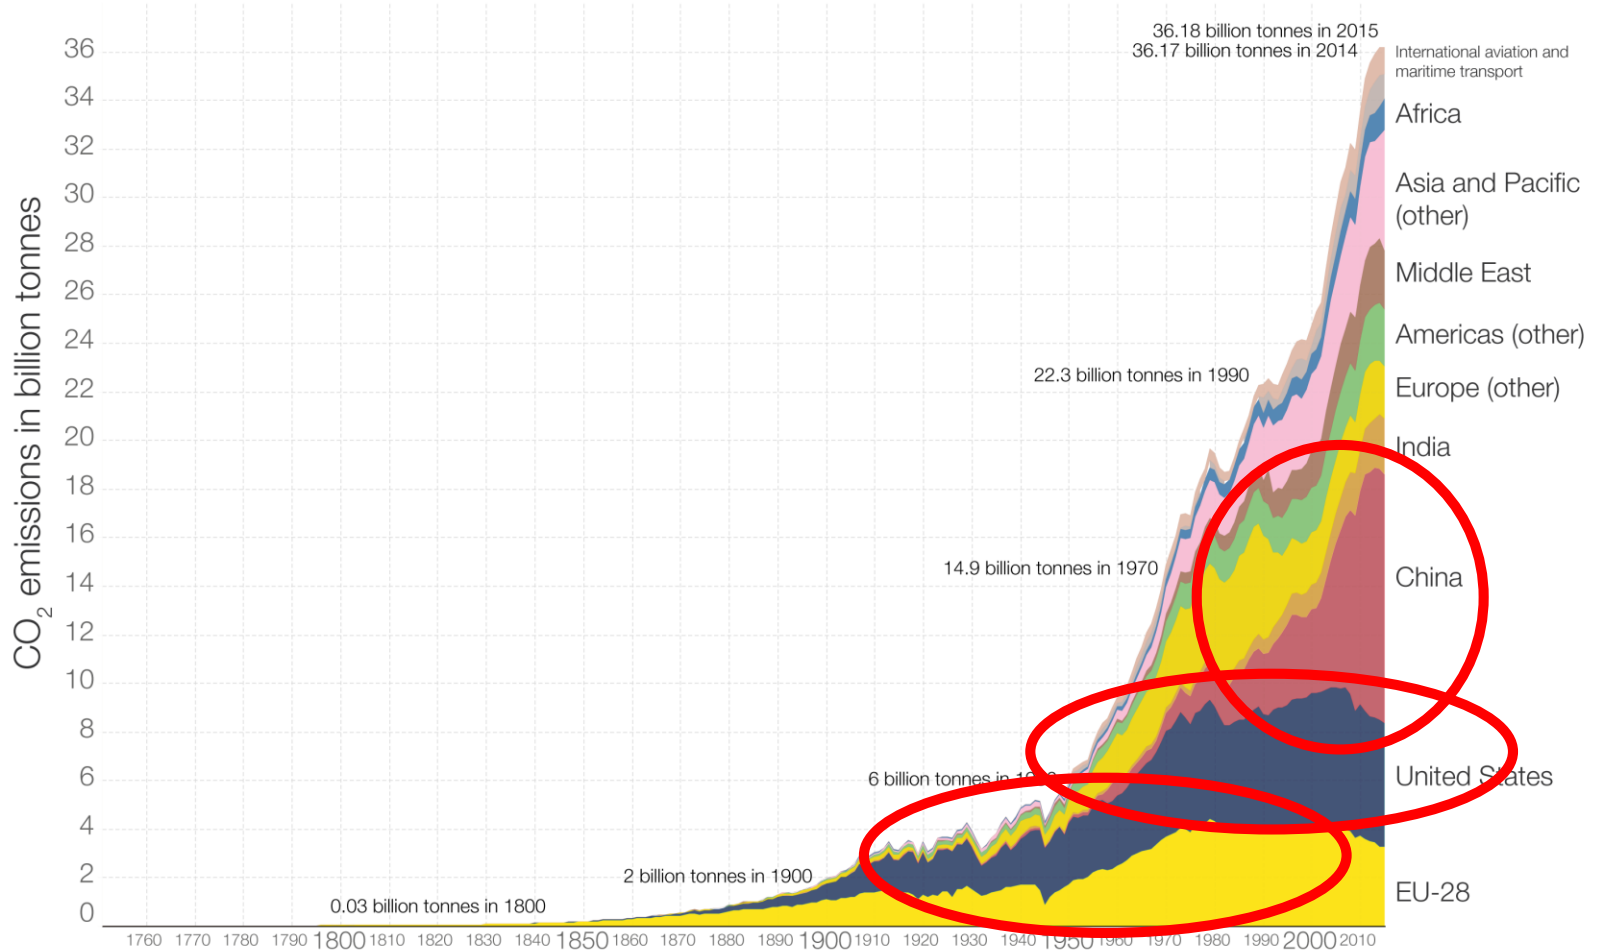 36.18 billion tonnes in 2015
36.17 billion tonnes in 2014
International aviation and
maritime transport
Africa
Asia and Pacific
(other)
Middle East
Americas (other)
Europe (other)
India
China
United States
EU-28
22.3 billion tonnes in 1990
14.9 billion tonnes in 1970
6 billion tonnes in
2 billion tonnes in 1900
0.03 billion tonnes in 1800
CO2 emissions in billion tonnes
36
34
32
30
28
26
24
22
20
18
16
14
12
10
8
6
4
2
0
1760 1770 1780 1790 1800 1810 1820 1830 1840 1850 1860 1870 1880 1890 1900 1910 1920 1930 1940 1950 1960 1970 1980 1990 2000 2010